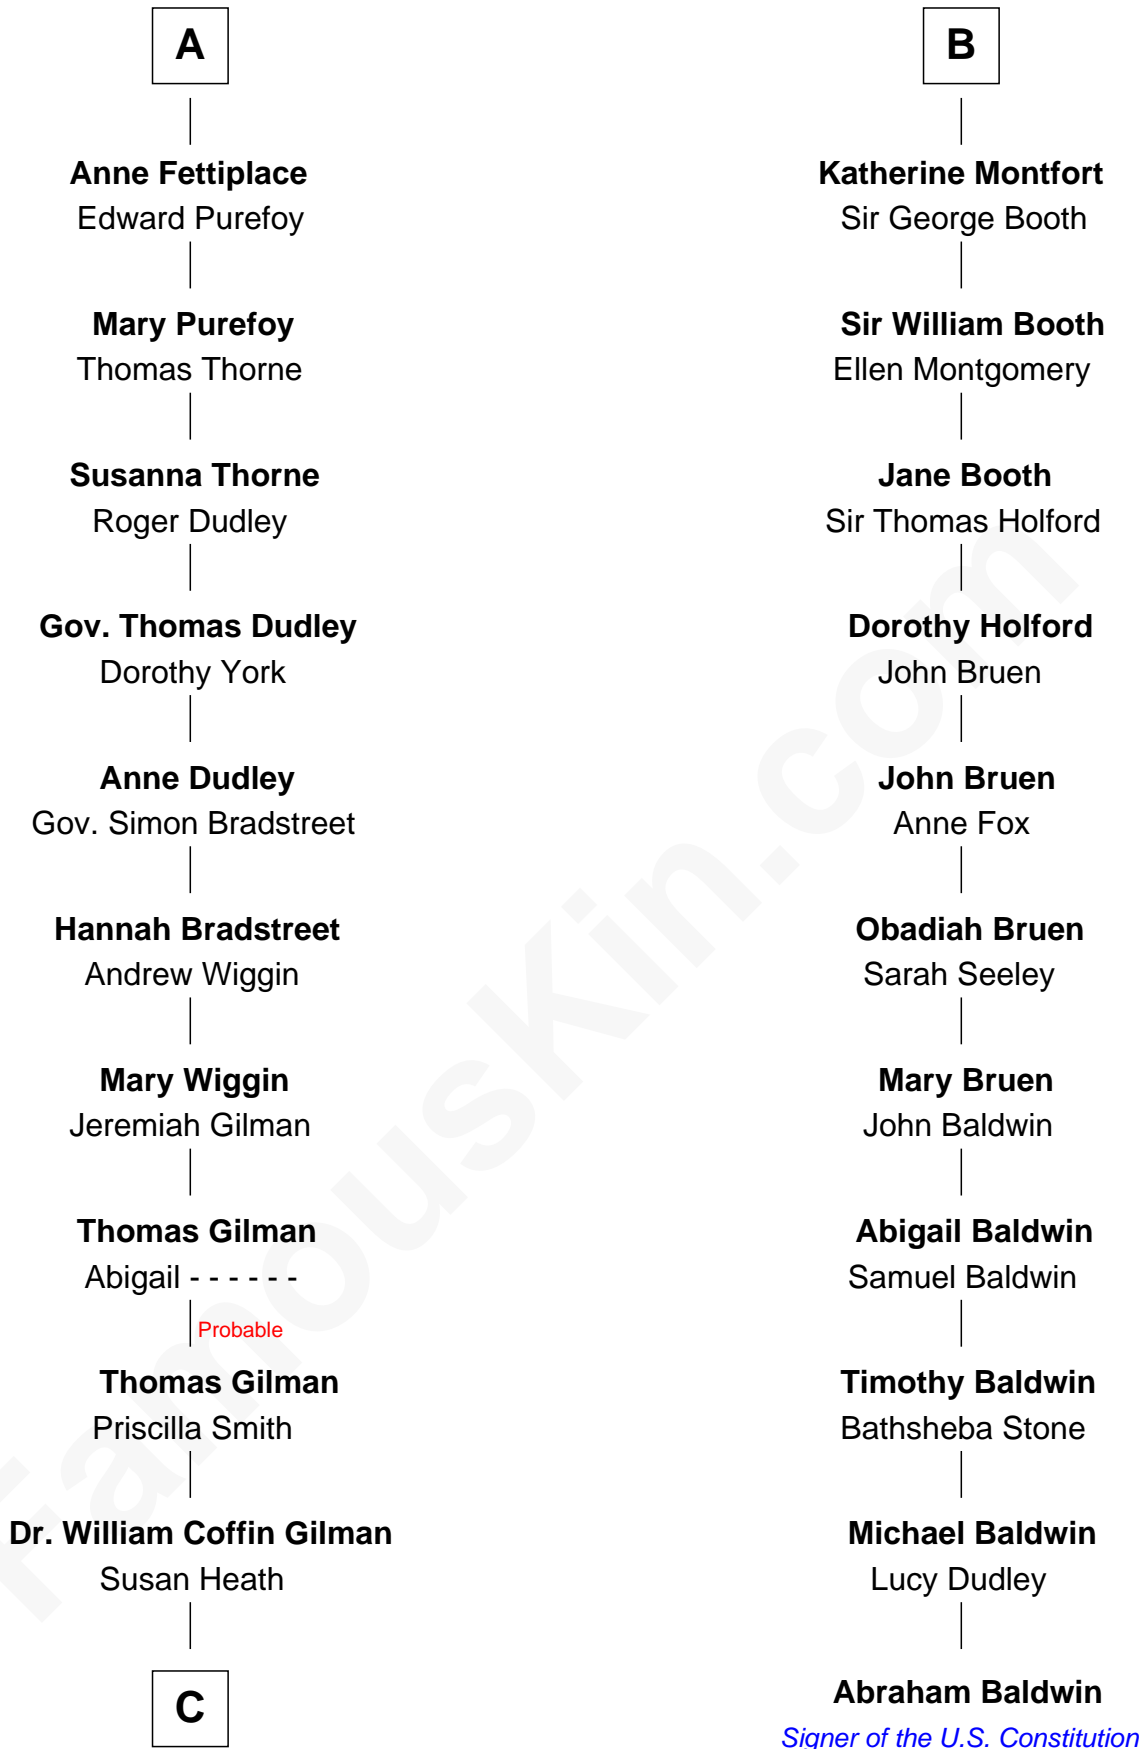 A
Anne Fettiplace
Edward Purefoy
Mary Purefoy
Thomas Thorne
Susanna Thorne
Roger Dudley
Gov. Thomas Dudley
Dorothy York
Anne Dudley
Gov. Simon Bradstreet
Hannah Bradstreet
Andrew Wiggin
Mary Wiggin
Jeremiah Gilman
Thomas Gilman
Abigail - - - - - -
Probable
Thomas Gilman
Priscilla Smith
Dr. William Coffin Gilman
Susan Heath
C
B
Katherine Montfort
Sir George Booth
Sir William Booth
Ellen Montgomery
Jane Booth
Sir Thomas Holford
Dorothy Holford
John Bruen
John Bruen
Anne Fox
Obadiah Bruen
Sarah Seeley
Mary Bruen
John Baldwin
Abigail Baldwin
Samuel Baldwin
Timothy Baldwin
Bathsheba Stone
Michael Baldwin
Lucy Dudley
Abraham Baldwin
Signer of the U.S. Constitution
FamousKin.com